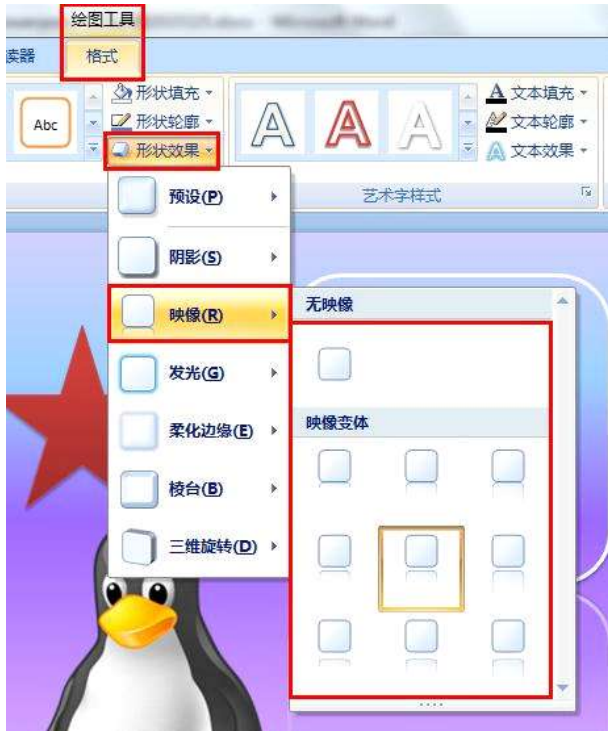 绘图工具
读器 格式
Abc
形状填充
形状轮廓
形状效果
A A A
A 文本填充
文本轮廓
A 文本效果
艺术字样式
预设(P)
阴影(S)
映像(R)
发光(G)
柔化边缘(E)
棱台(B)
三维旋转(D)
无映像
映像变体